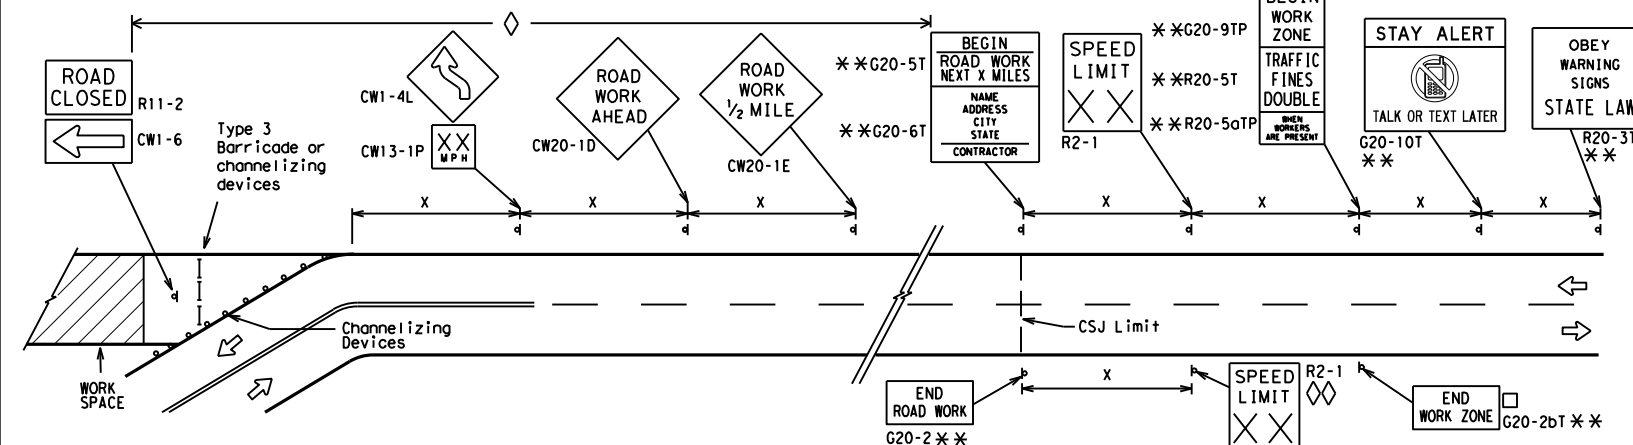 ROAD
CLOSED
R11-2
CW1-6
Type 3
Barricade or
channelizing
devices
CW1-4L
XX
MPH
CW13-1P
ROAD
WORK
AHEAD
CW20-1D
ROAD
WORK
1/2 MILE
CW20-1E
**G20-5T
BEGIN
ROAD WORK
NEXT X MILES
**G20-6T
NAME
ADDRESS
CITY
STATE
CONTRACTOR
SPEED
LIMIT
XX
R2-1
**G20-9TP
WORK
ZONE
**R20-5T
TRAFFIC
FINES
DOUBLE
**R20-5aTP
WHEN
WORKERS
ARE PRESENT
STAY ALERT
TALK OR TEXT LATER
G20-10T
**
OBEY
WARNING
SIGNS
STATE LAW
R20-3T
**
X X X X X X X
Channelizing
Devices
CSJ Limit
WORK
SPACE
END
ROAD WORK
G20-2 **
X
SPEED
LIMIT
XX
R2-1
END
WORK ZONE
G20-2bT **